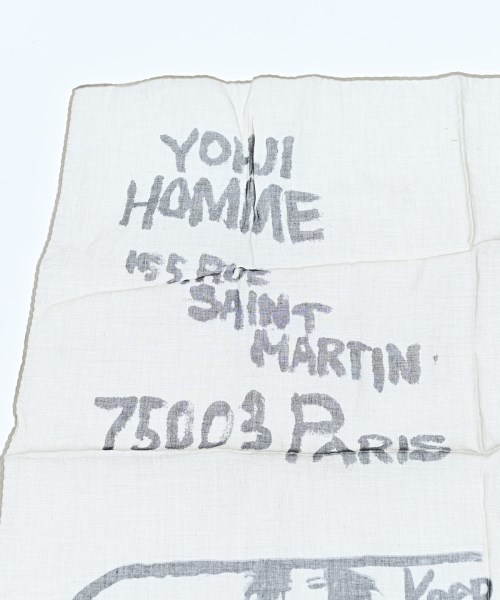 YOHJI
HOMME
155.RUE
SAINT
MARTIN
75003 PARIS